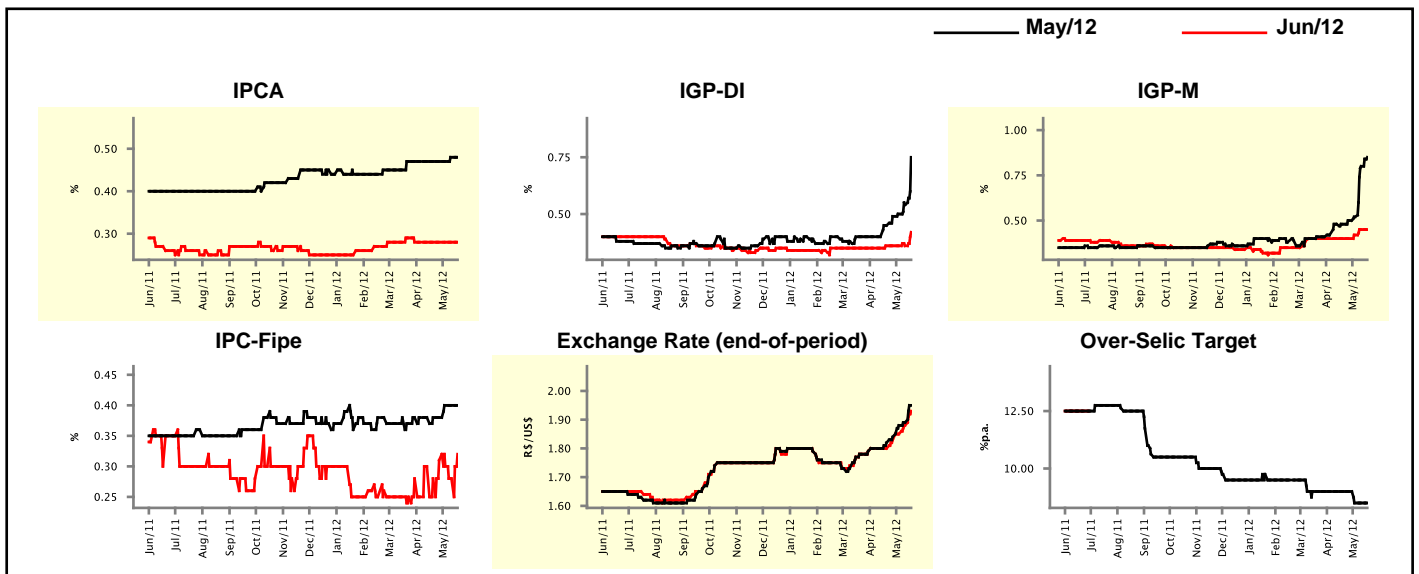 May/12 Jun/12
IPCA
0.50
0.40
0.30
%
Jun/11 Jul/11 Aug/11 Sep/11 Oct/11 Nov/11 Dec/11 Jan/12 Feb/12 Mar/12 Apr/12 May/12
IGP-DI
0.75
0.50
%
Jun/11 Jul/11 Aug/11 Sep/11 Oct/11 Nov/11 Dec/11 Jan/12 Feb/12 Mar/12 Apr/12 May/12
IGP-M
1.00
0.75
0.50
%
Jun/11 Jul/11 Aug/11 Sep/11 Oct/11 Nov/11 Dec/11 Jan/12 Feb/12 Mar/12 Apr/12 May/12
IPC-Fipe
0.45
0.40
0.35
0.30
0.25
%
Jun/11 Jul/11 Aug/11 Sep/11 Oct/11 Nov/11 Dec/11 Jan/12 Feb/12 Mar/12 Apr/12 May/12
Exchange Rate (end-of-period)
2.00
1.90
1.80
1.70
1.60
R$/US$
Jun/11 Jul/11 Aug/11 Sep/11 Oct/11 Nov/11 Dec/11 Jan/12 Feb/12 Mar/12 Apr/12 May/12
Over-Selic Target
12.50
10.00
%p.a.
Jun/11 Jul/11 Aug/11 Sep/11 Oct/11 Nov/11 Dec/11 Jan/12 Feb/12 Mar/12 Apr/12 May/12